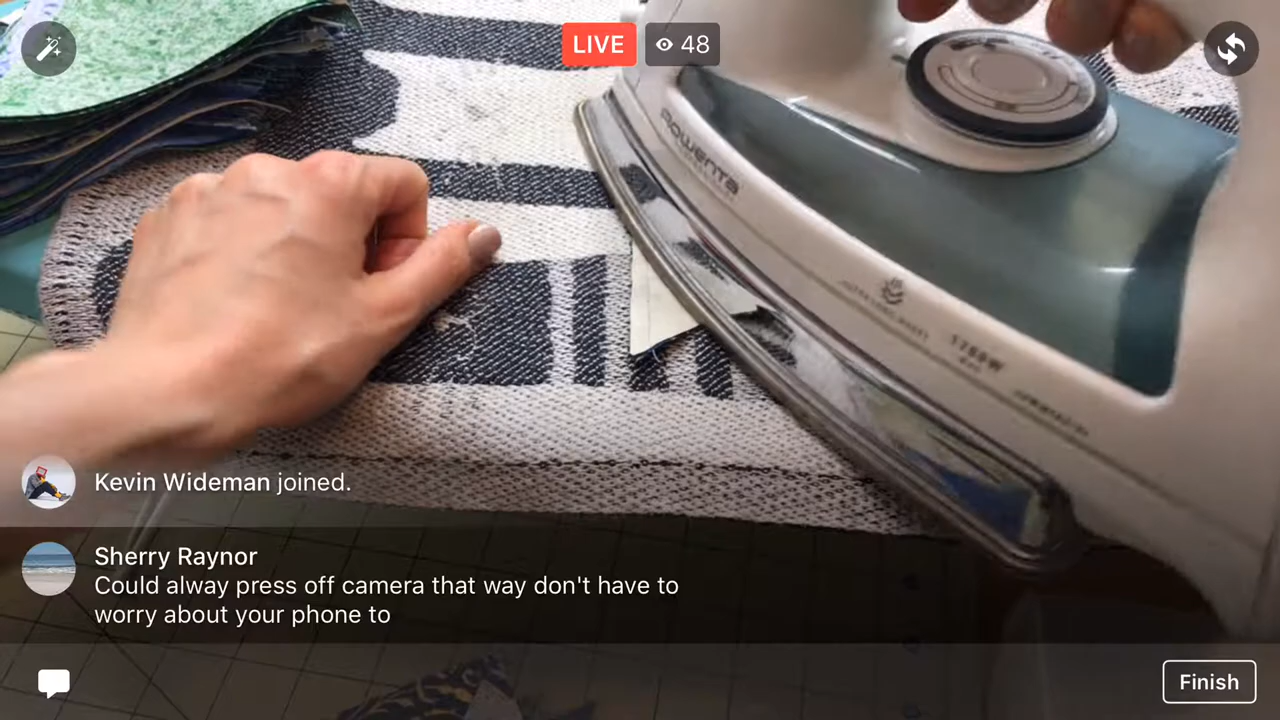 LIVE 48
Rowenta
1750W
Kevin Wideman joined.
Sherry Raynor
Could alway press off camera that way don't have to
worry about your phone to
Finish